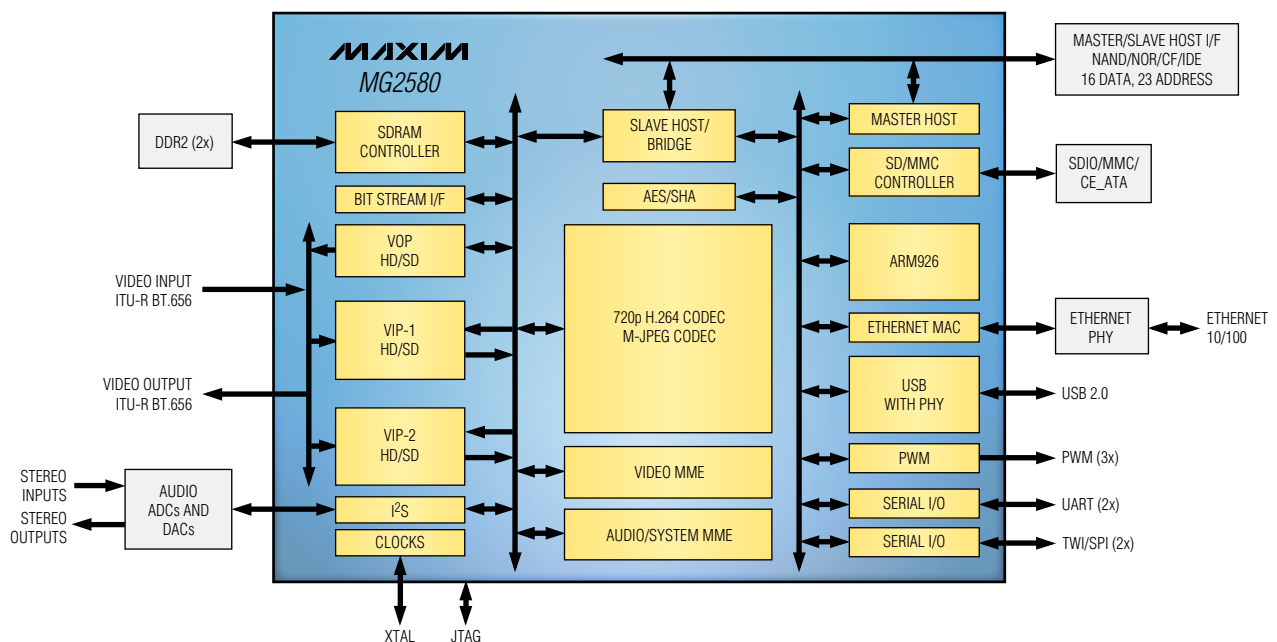 MAXIM
MG2580
MASTER/SLAVE HOST I/F
NAND/NOR/CF/IDE
16 DATA, 23 ADDRESS
DDR2 (2x)
SDRAM
CONTROLLER
SLAVE HOST/
BRIDGE
MASTER HOST
SD/MMC
CONTROLLER
SDIO/MMC/
CE_ATA
BIT STREAM I/F
AES/SHA
VOP
HD/SD
VIDEO INPUT
ITU-R BT.656
VIP-1
HD/SD
720p H.264 CODEC
M-JPEG CODEC
ARM926
ETHERNET MAC
ETHERNET
PHY
ETHERNET
10/100
VIDEO OUTPUT
ITU-R BT.656
USB
WITH PHY
USB 2.0
VIP-2
HD/SD
VIDEO MME
PWM
PWM (3x)
STEREO
INPUTS
STEREO
OUTPUTS
AUDIO
ADCs AND
DACs
I²S
CLOCKS
AUDIO/SYSTEM MME
SERIAL I/O
UART (2x)
SERIAL I/O
TWI/SPI (2x)
XTAL
JTAG